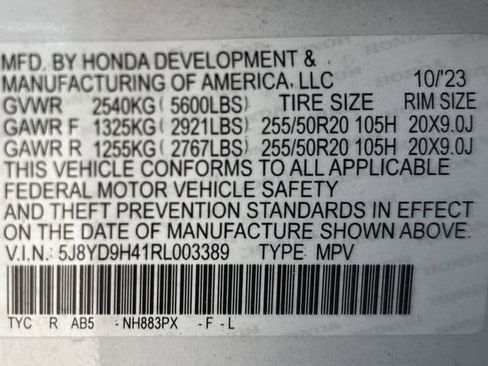 MFD. BY HONDA DEVELOPMENT &
MANUFACTURING OF AMERICA, LLC 10/'23
GVWR 2540KG ( 5600LBS) TIRE SIZE RIM SIZE
GAWR F 1325KG ( 2921LBS) 255/50R20 105H 20X9.0J
GAWR R 1255KG ( 2767LBS) 255/50R20 105H 20X9.0J
THIS VEHICLE CONFORMS TO ALL APPLICABLE
FEDERAL MOTOR VEHICLE SAFETY
AND THEFT PREVENTION STANDARDS IN EFFECT
ON THE DATE OF MANUFACTURE SHOWN ABOVE.
V.I.N.: 5J8YD9H41RL003389 TYPE: MPV
TYC R AB5 - NH883PX - F - L